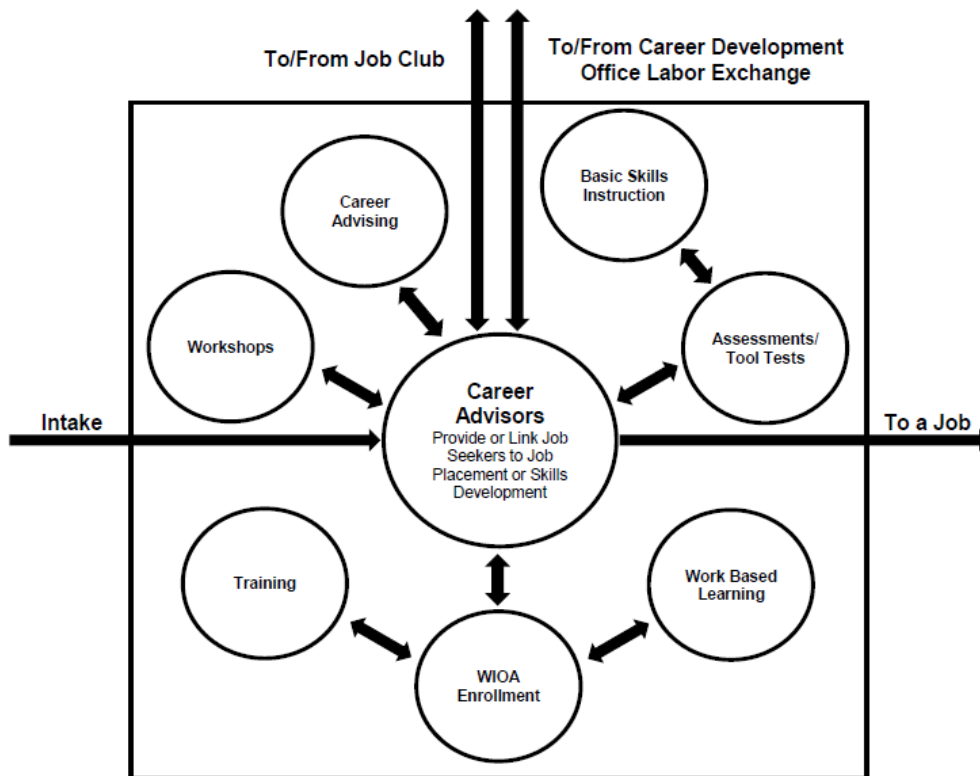 To/From Job Club
To/From Career Development
Office Labor Exchange
Career
Advising
Basic Skills
Instruction
Workshops
Assessments/
Tool Tests
Intake
Career
Advisors
Provide or Link Job
Seekers to Job
Placement or Skills
Development
To a Job
Training
Work Based
Learning
WIOA
Enrollment